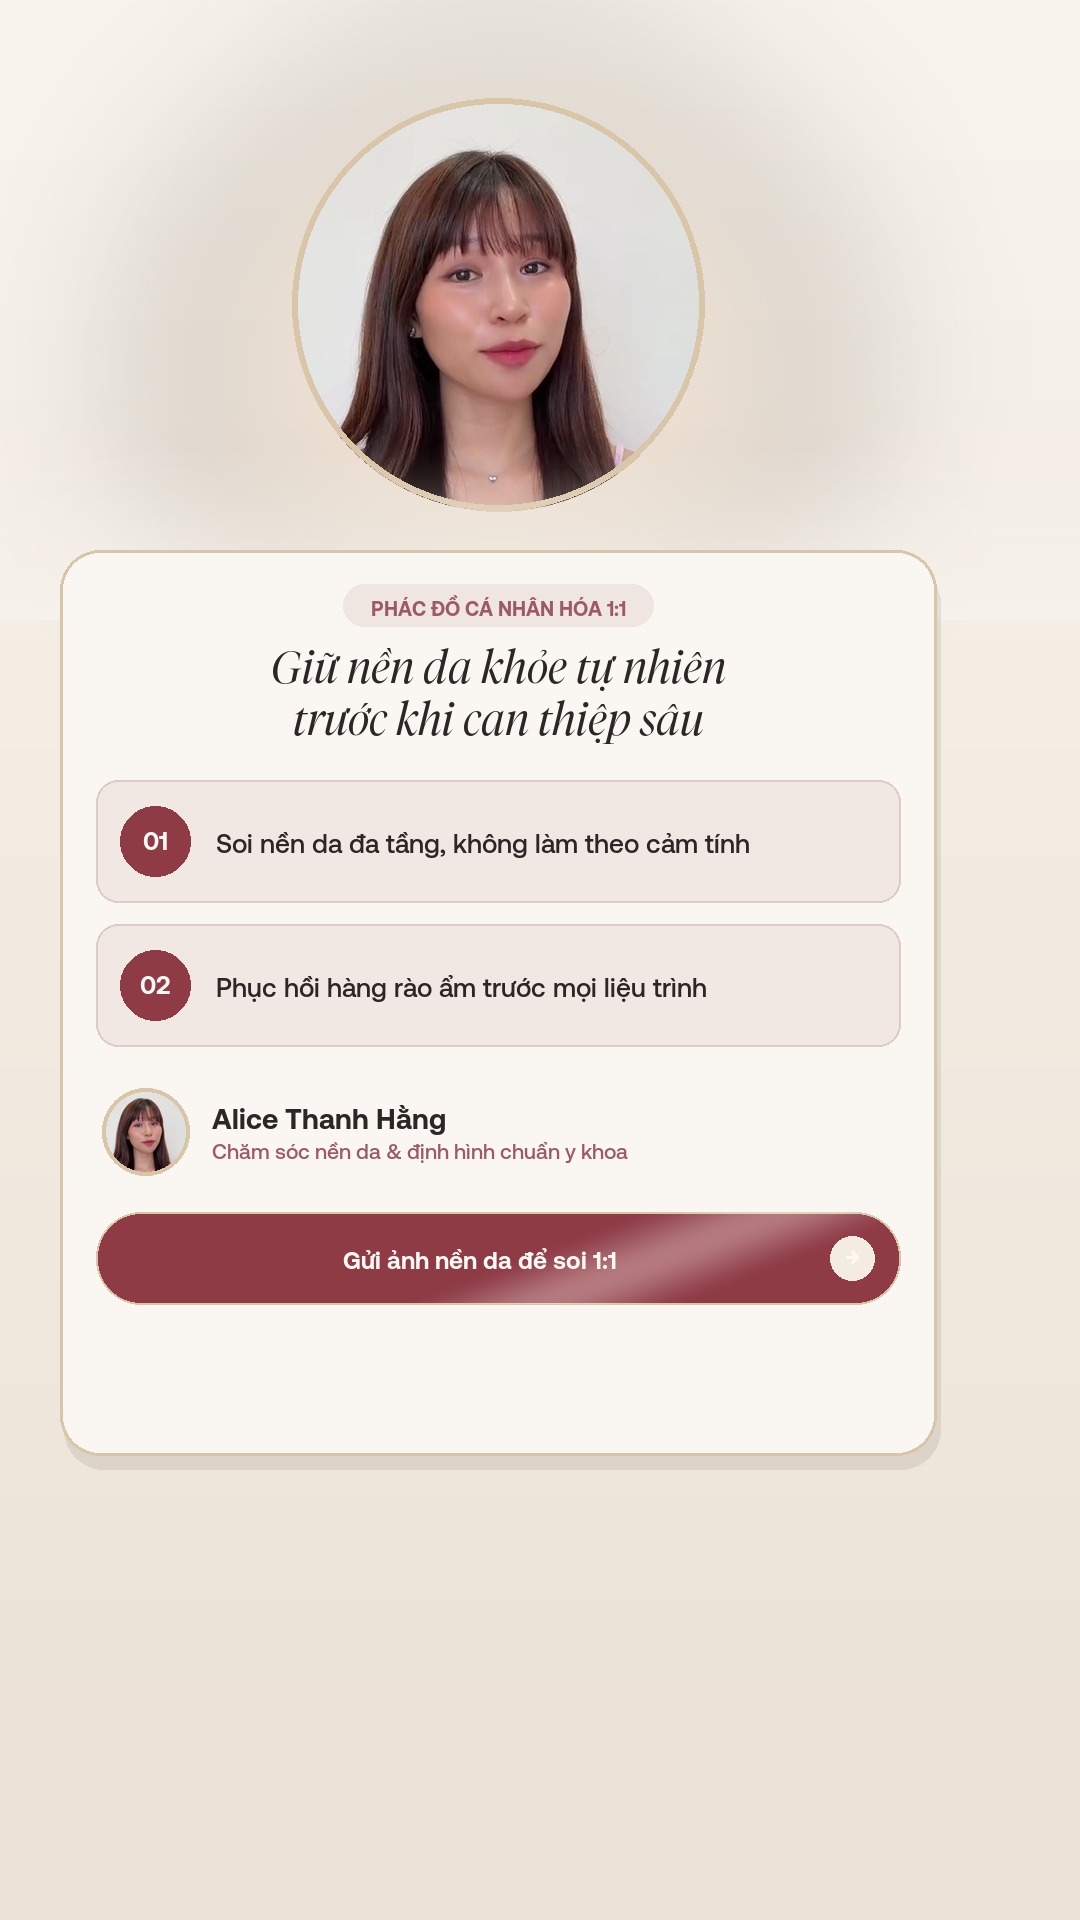 PHÁC ĐỒ CÁ NHÂN HÓA 1:1
Giữ nền da khỏe tự nhiên
trước khi can thiệp sâu
01
Soi nền da đa tầng, không làm theo cảm tính
02
Phục hồi hàng rào ẩm trước mọi liệu trình
Alice Thanh Hằng
Chăm sóc nền da & định hình chuẩn y khoa
Gửi ảnh nền da để soi 1:1